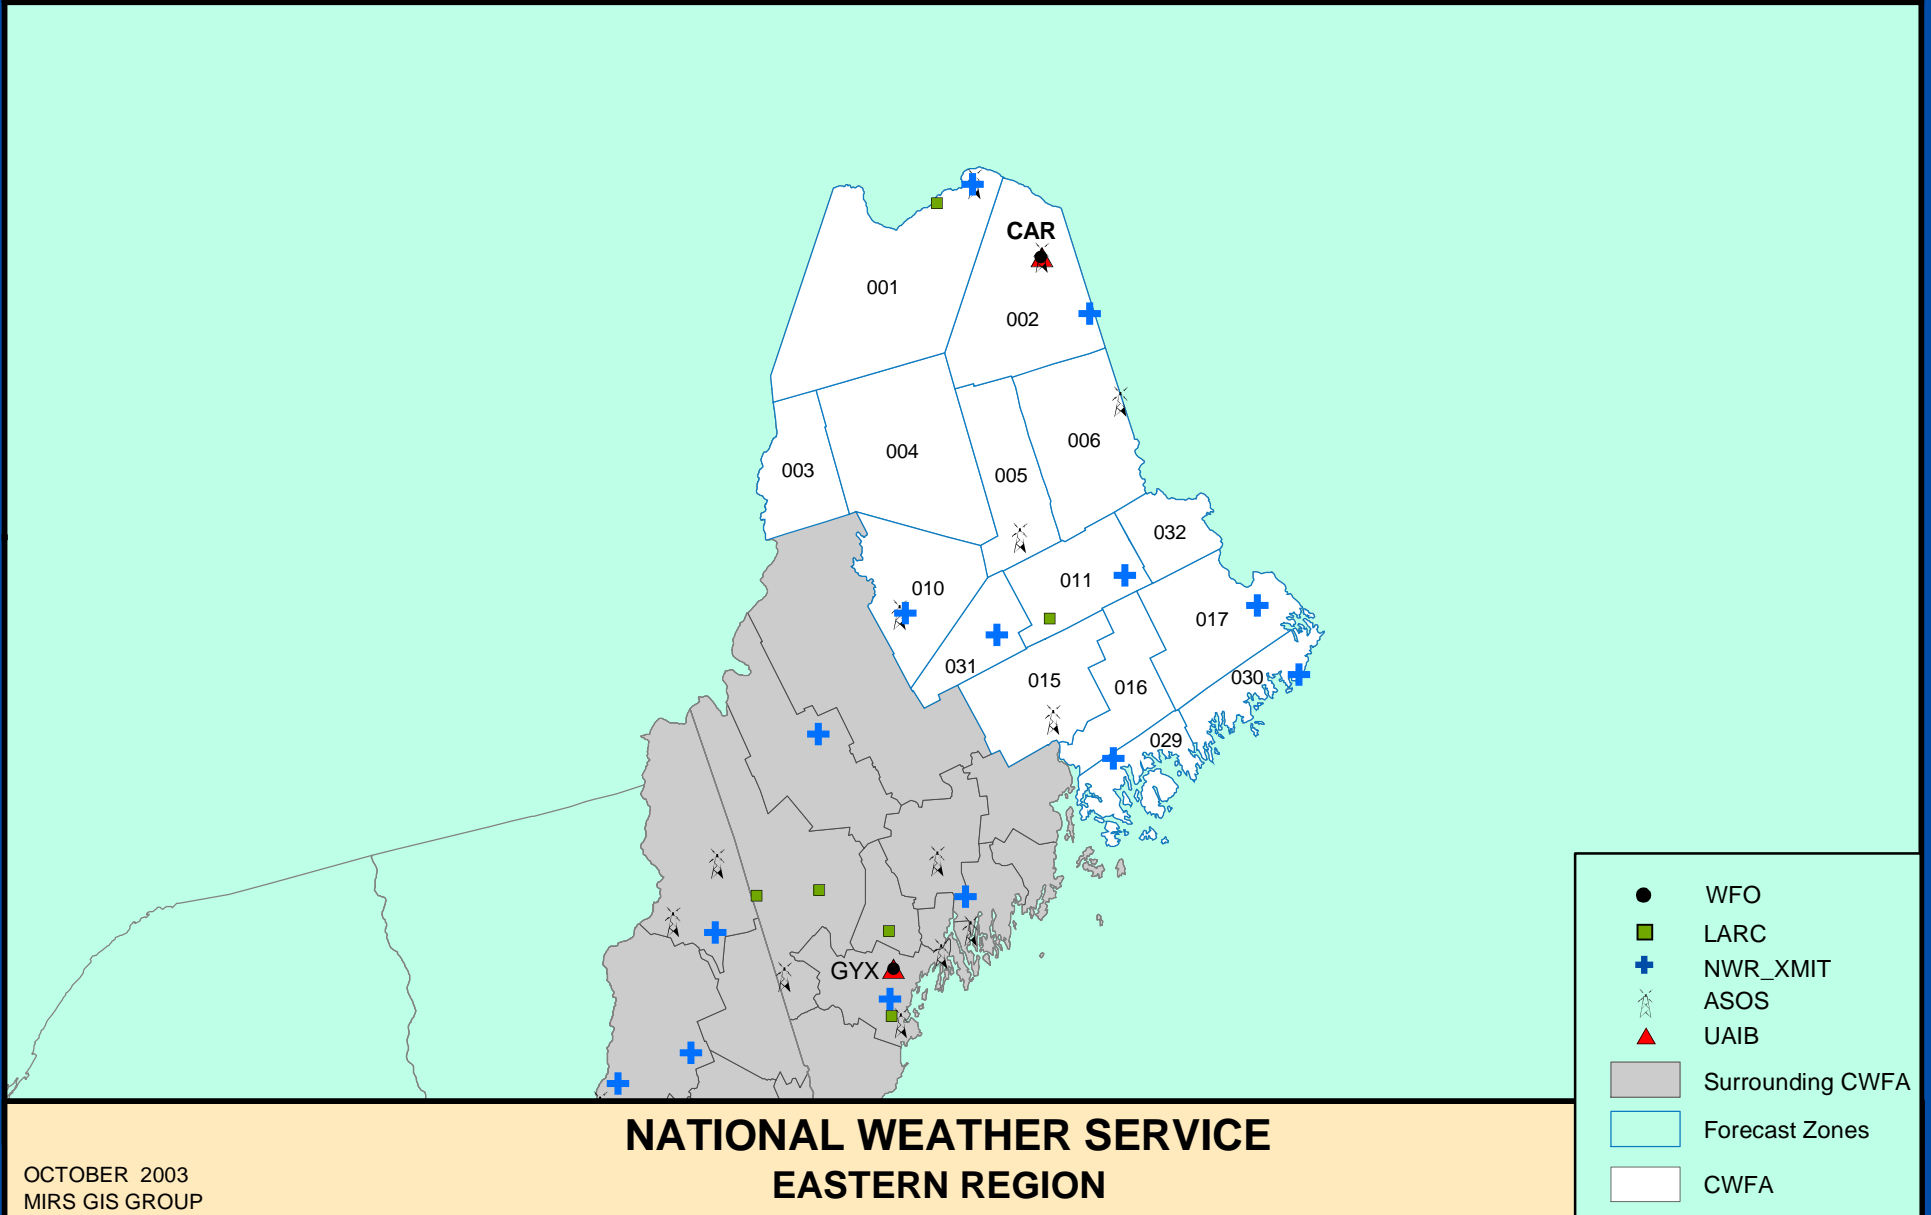 CAR
001
002
006
004
003
005
032
011
010
017
031
030
015
016
029
GYX
WFO
LARC
NWR_XMIT
ASOS
UAIB
Surrounding CWFA
Forecast Zones
CWFA
NATIONAL WEATHER SERVICE
EASTERN REGION
OCTOBER 2003
MIRS GIS GROUP